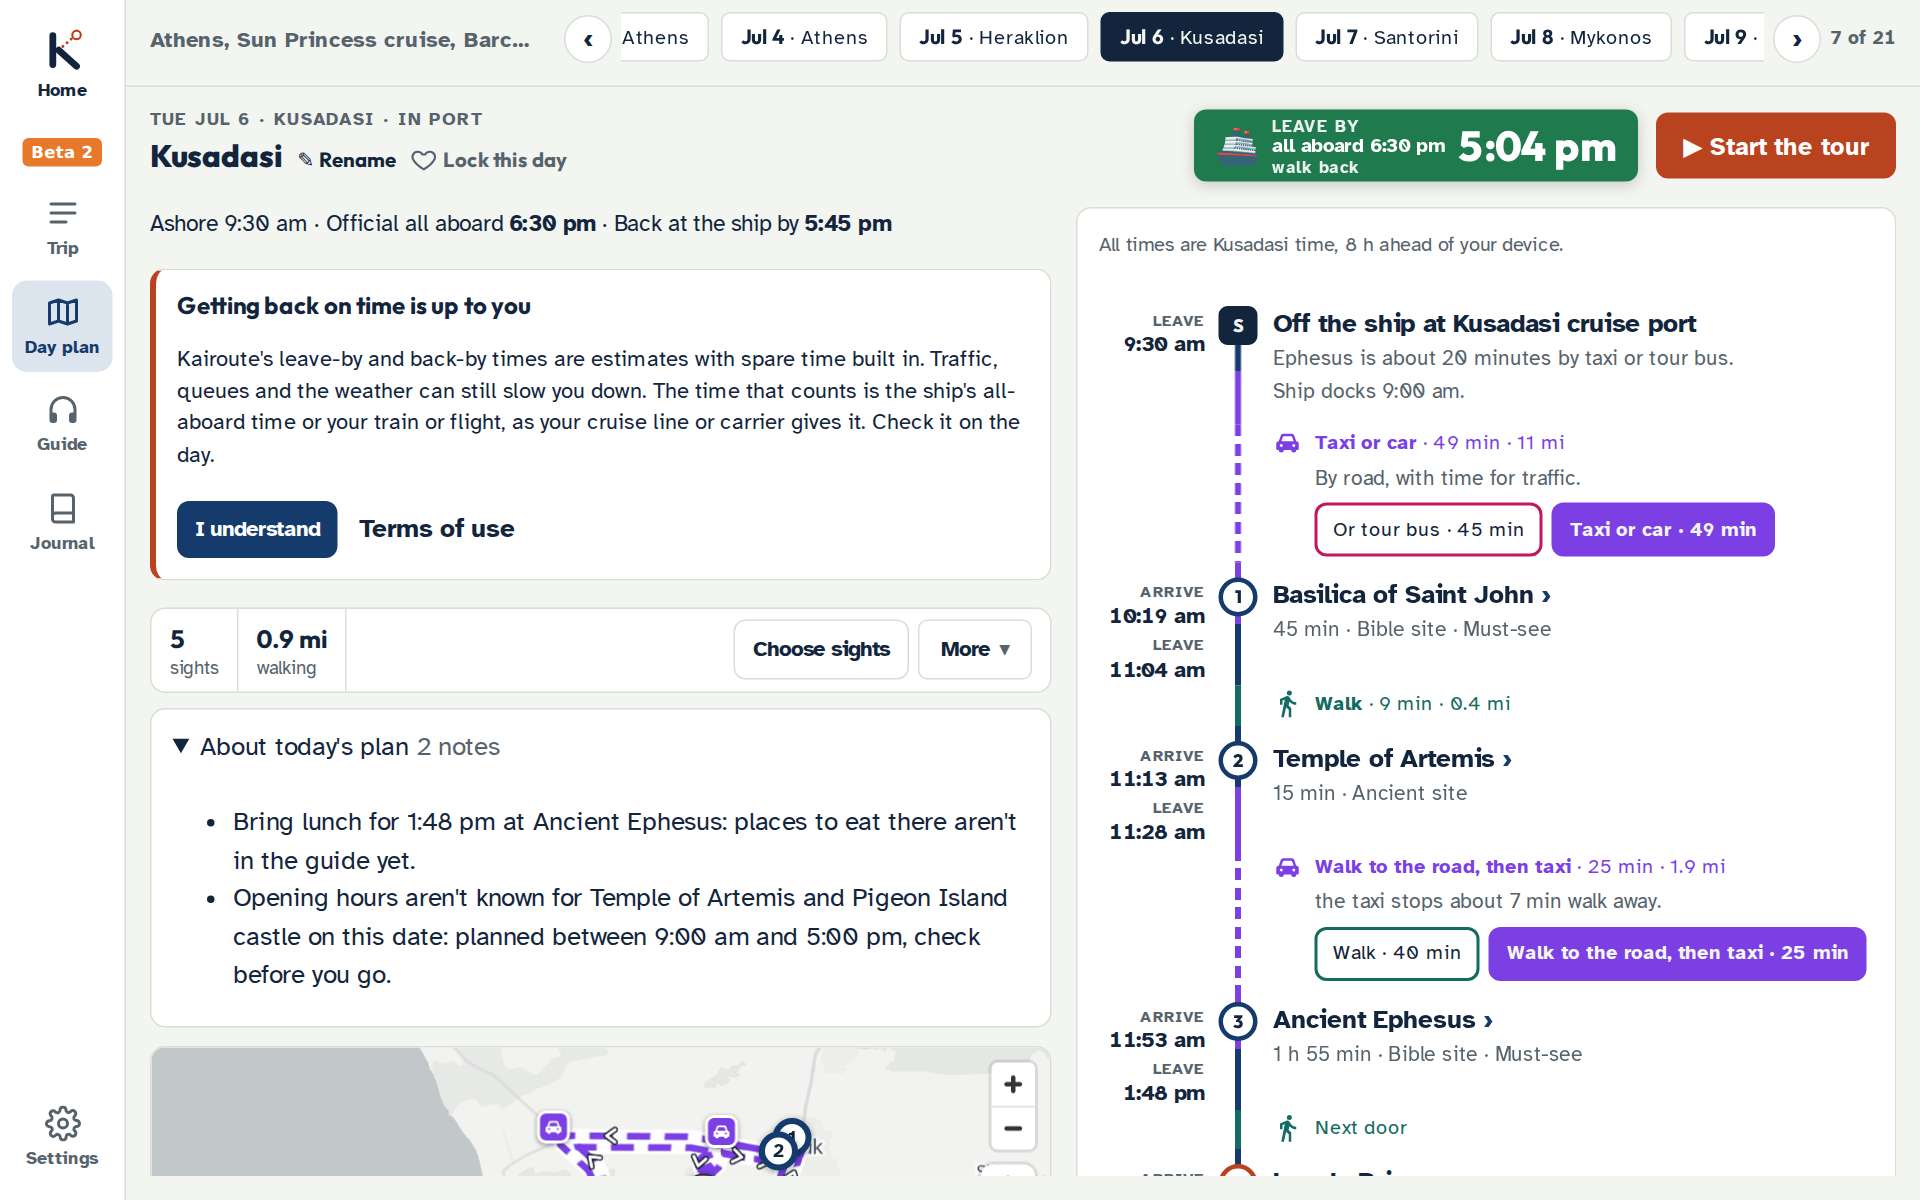 Athens, Sun Princess cruise, Barc...
‹
Athens
Jul 4 · Athens
Jul 5 · Heraklion
Jul 6 · Kusadasi
Jul 7 · Santorini
Jul 8 · Mykonos
Jul 9 ·
›
7 of 21
Home
Beta 2
Trip
Day plan
Guide
Journal
Settings
TUE JUL 6 · KUSADASI · IN PORT
Kusadasi
✎ Rename
Lock this day
LEAVE BY
all aboard 6:30 pm
walk back
5:04 pm
▶ Start the tour
Ashore 9:30 am · Official all aboard 6:30 pm · Back at the ship by 5:45 pm
Getting back on time is up to you
Kairoute's leave-by and back-by times are estimates with spare time built in. Traffic,
queues and the weather can still slow you down. The time that counts is the ship's all-
aboard time or your train or flight, as your cruise line or carrier gives it. Check it on the
day.
I understand
Terms of use
5
sights
0.9 mi
walking
Choose sights
More ▼
▼ About today's plan 2 notes
• Bring lunch for 1:48 pm at Ancient Ephesus: places to eat there aren't
in the guide yet.
• Opening hours aren't known for Temple of Artemis and Pigeon Island
castle on this date: planned between 9:00 am and 5:00 pm, check
before you go.
2
+
−
All times are Kusadasi time, 8 h ahead of your device.
LEAVE
9:30 am
S
Off the ship at Kusadasi cruise port
Ephesus is about 20 minutes by taxi or tour bus.
Ship docks 9:00 am.
Taxi or car · 49 min · 11 mi
By road, with time for traffic.
Or tour bus · 45 min
Taxi or car · 49 min
ARRIVE
10:19 am
LEAVE
11:04 am
1
Basilica of Saint John ›
45 min · Bible site · Must-see
Walk · 9 min · 0.4 mi
ARRIVE
11:13 am
LEAVE
11:28 am
2
Temple of Artemis ›
15 min · Ancient site
Walk to the road, then taxi · 25 min · 1.9 mi
the taxi stops about 7 min walk away.
Walk · 40 min
Walk to the road, then taxi · 25 min
ARRIVE
11:53 am
LEAVE
1:48 pm
3
Ancient Ephesus ›
1 h 55 min · Bible site · Must-see
Next door